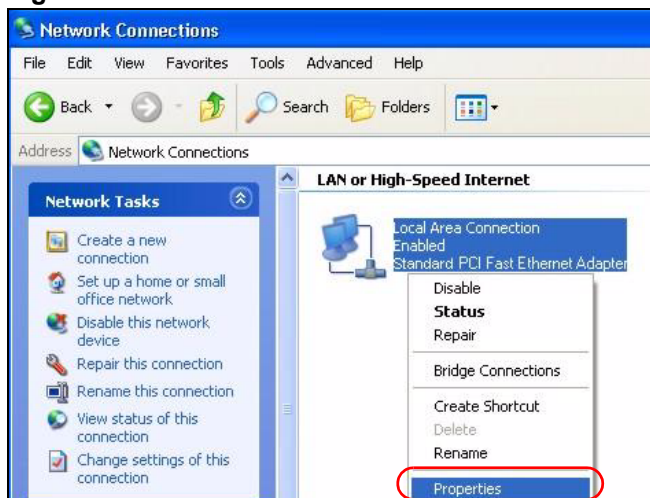 Network Connections
File Edit View Favorites Tools Advanced Help
Back Search Folders
Address Network Connections
Network Tasks
Create a new
connection
Set up a home or small
office network
Disable this network
device
Repair this connection
Rename this connection
View status of this
connection
Change settings of this
connection
LAN or High-Speed Internet
Local Area Connection
Enabled
Standard PCI Fast Ethernet Adapter
Disable
Status
Repair
Bridge Connections
Create Shortcut
Delete
Rename
Properties